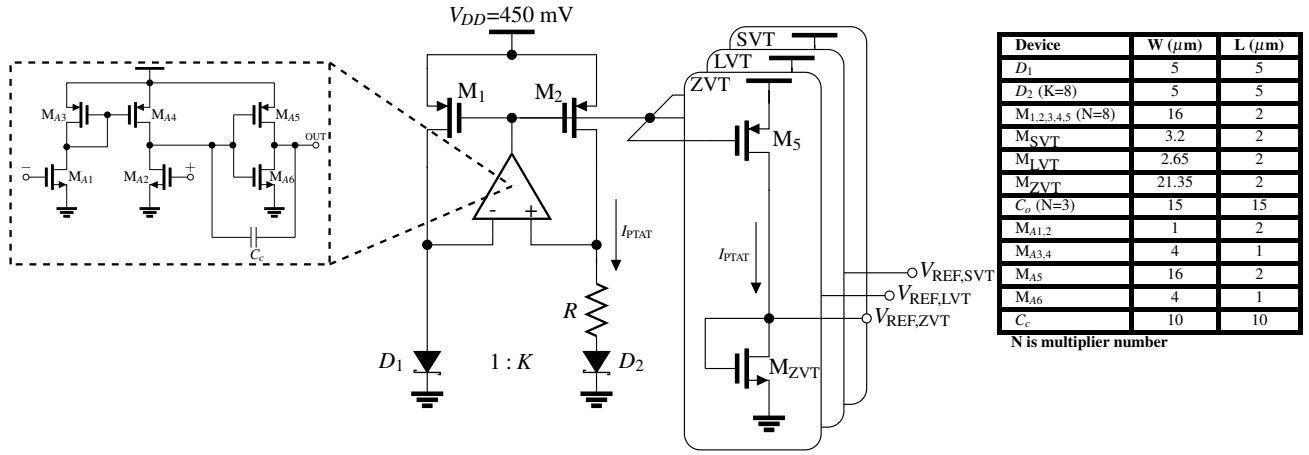 V_DD=450 mV
SVT
LVT
ZVT
M_A3
M_A4
M_A5
OUT
M_A1
M_A2
M_A6
−
+
C_c
M_1
M_2
M_5
-
+
I_PTAT
I_PTAT
R
D_1
1 : K
D_2
M_ZVT
V_REF,SVT
V_REF,LVT
V_REF,ZVT
Device W (μm) L (μm)
D_1 5 5
D_2 (K=8) 5 5
M_1,2,3,4,5 (N=8) 16 2
M_SVT 3.2 2
M_LVT 2.65 2
M_ZVT 21.35 2
C_o (N=3) 15 15
M_A1,2 1 2
M_A3,4 4 1
M_A5 16 2
M_A6 4 1
C_c 10 10
N is multiplier number